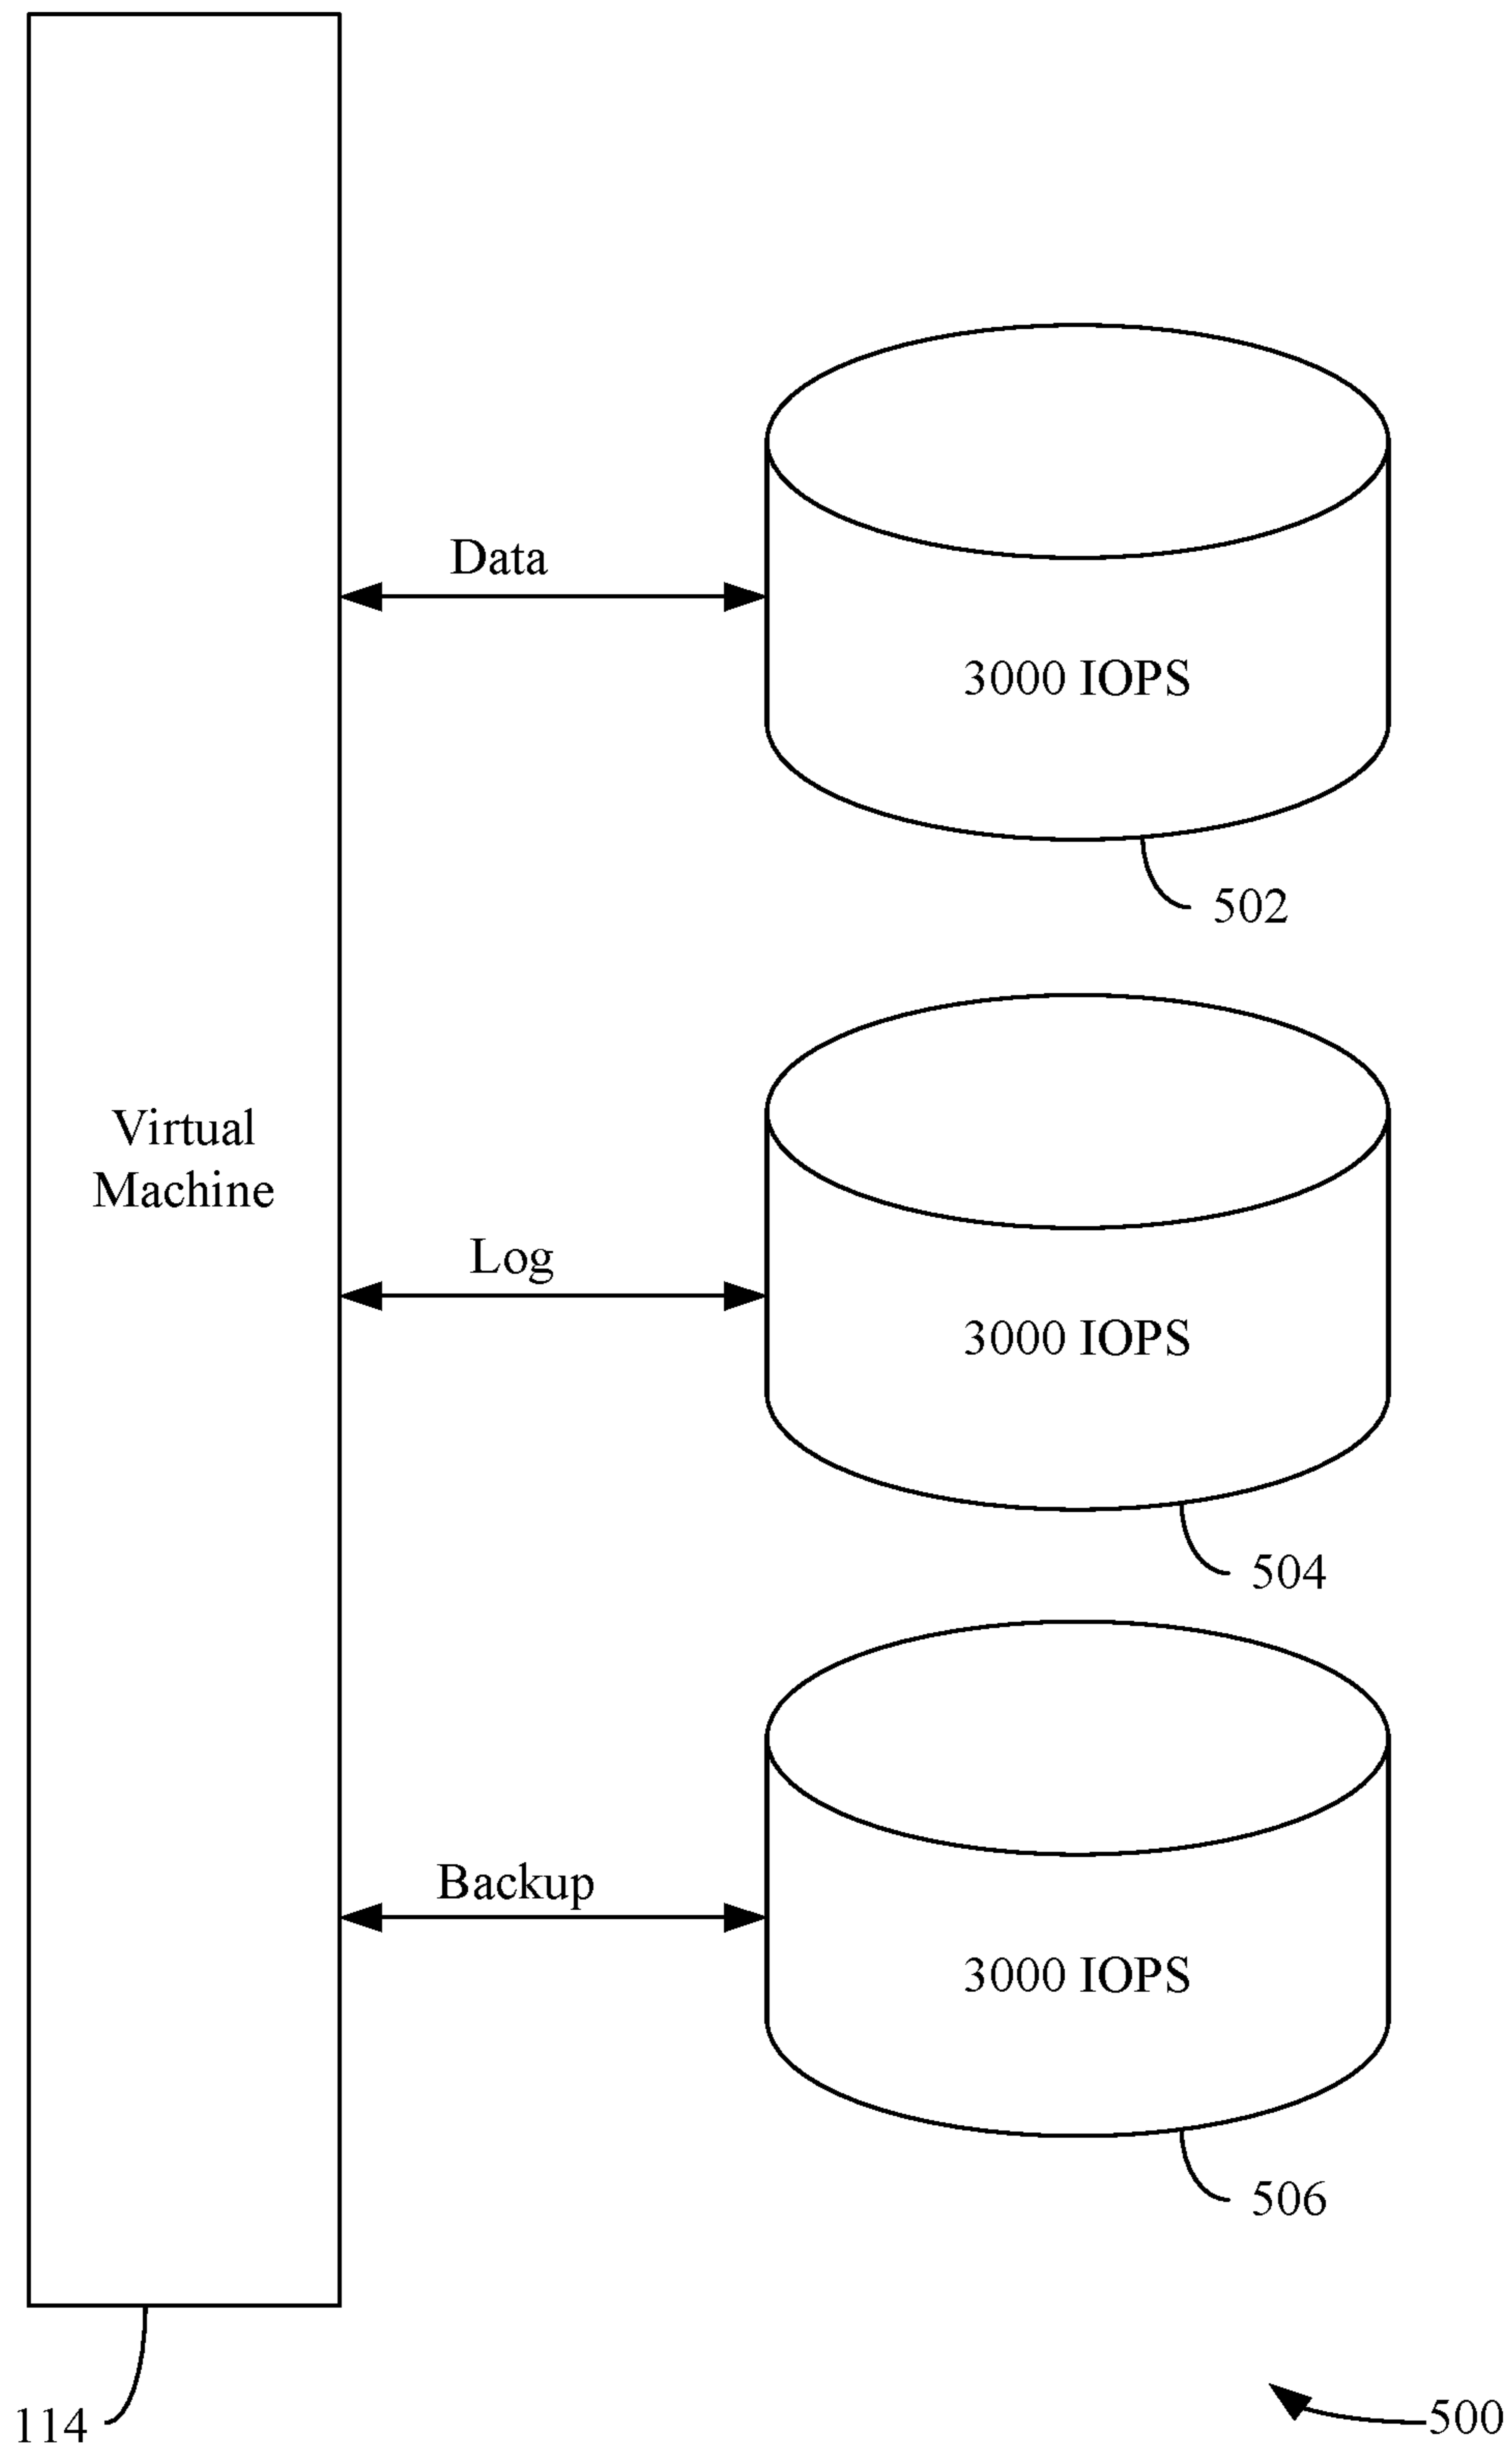 Data
3000 IOPS
502
Virtual
Machine
Log
3000 IOPS
504
Backup
3000 IOPS
506
114
500